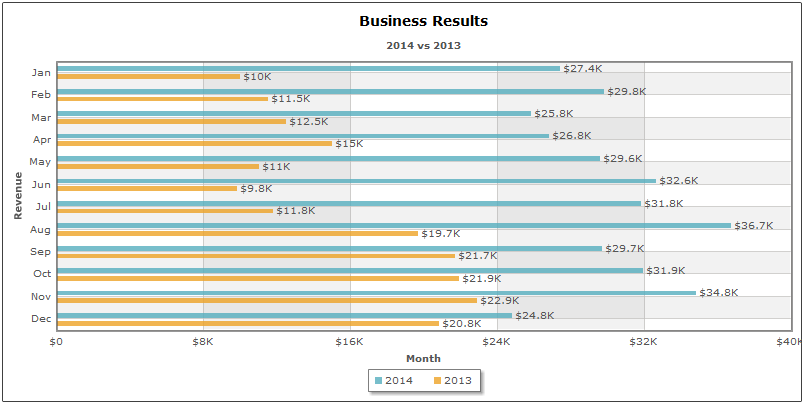 Business Results
2014 vs 2013
Revenue
Jan $27.4K
$10K
Feb $29.8K
$11.5K
Mar $25.8K
$12.5K
Apr $26.8K
$15K
May $29.6K
$11K
Jun $32.6K
$9.8K
Jul $31.8K
$11.8K
Aug $36.7K
$19.7K
Sep $29.7K
$21.7K
Oct $31.9K
$21.9K
Nov $34.8K
$22.9K
Dec $24.8K
$20.8K
$0 $8K $16K $24K $32K $40K
Month
2014 2013